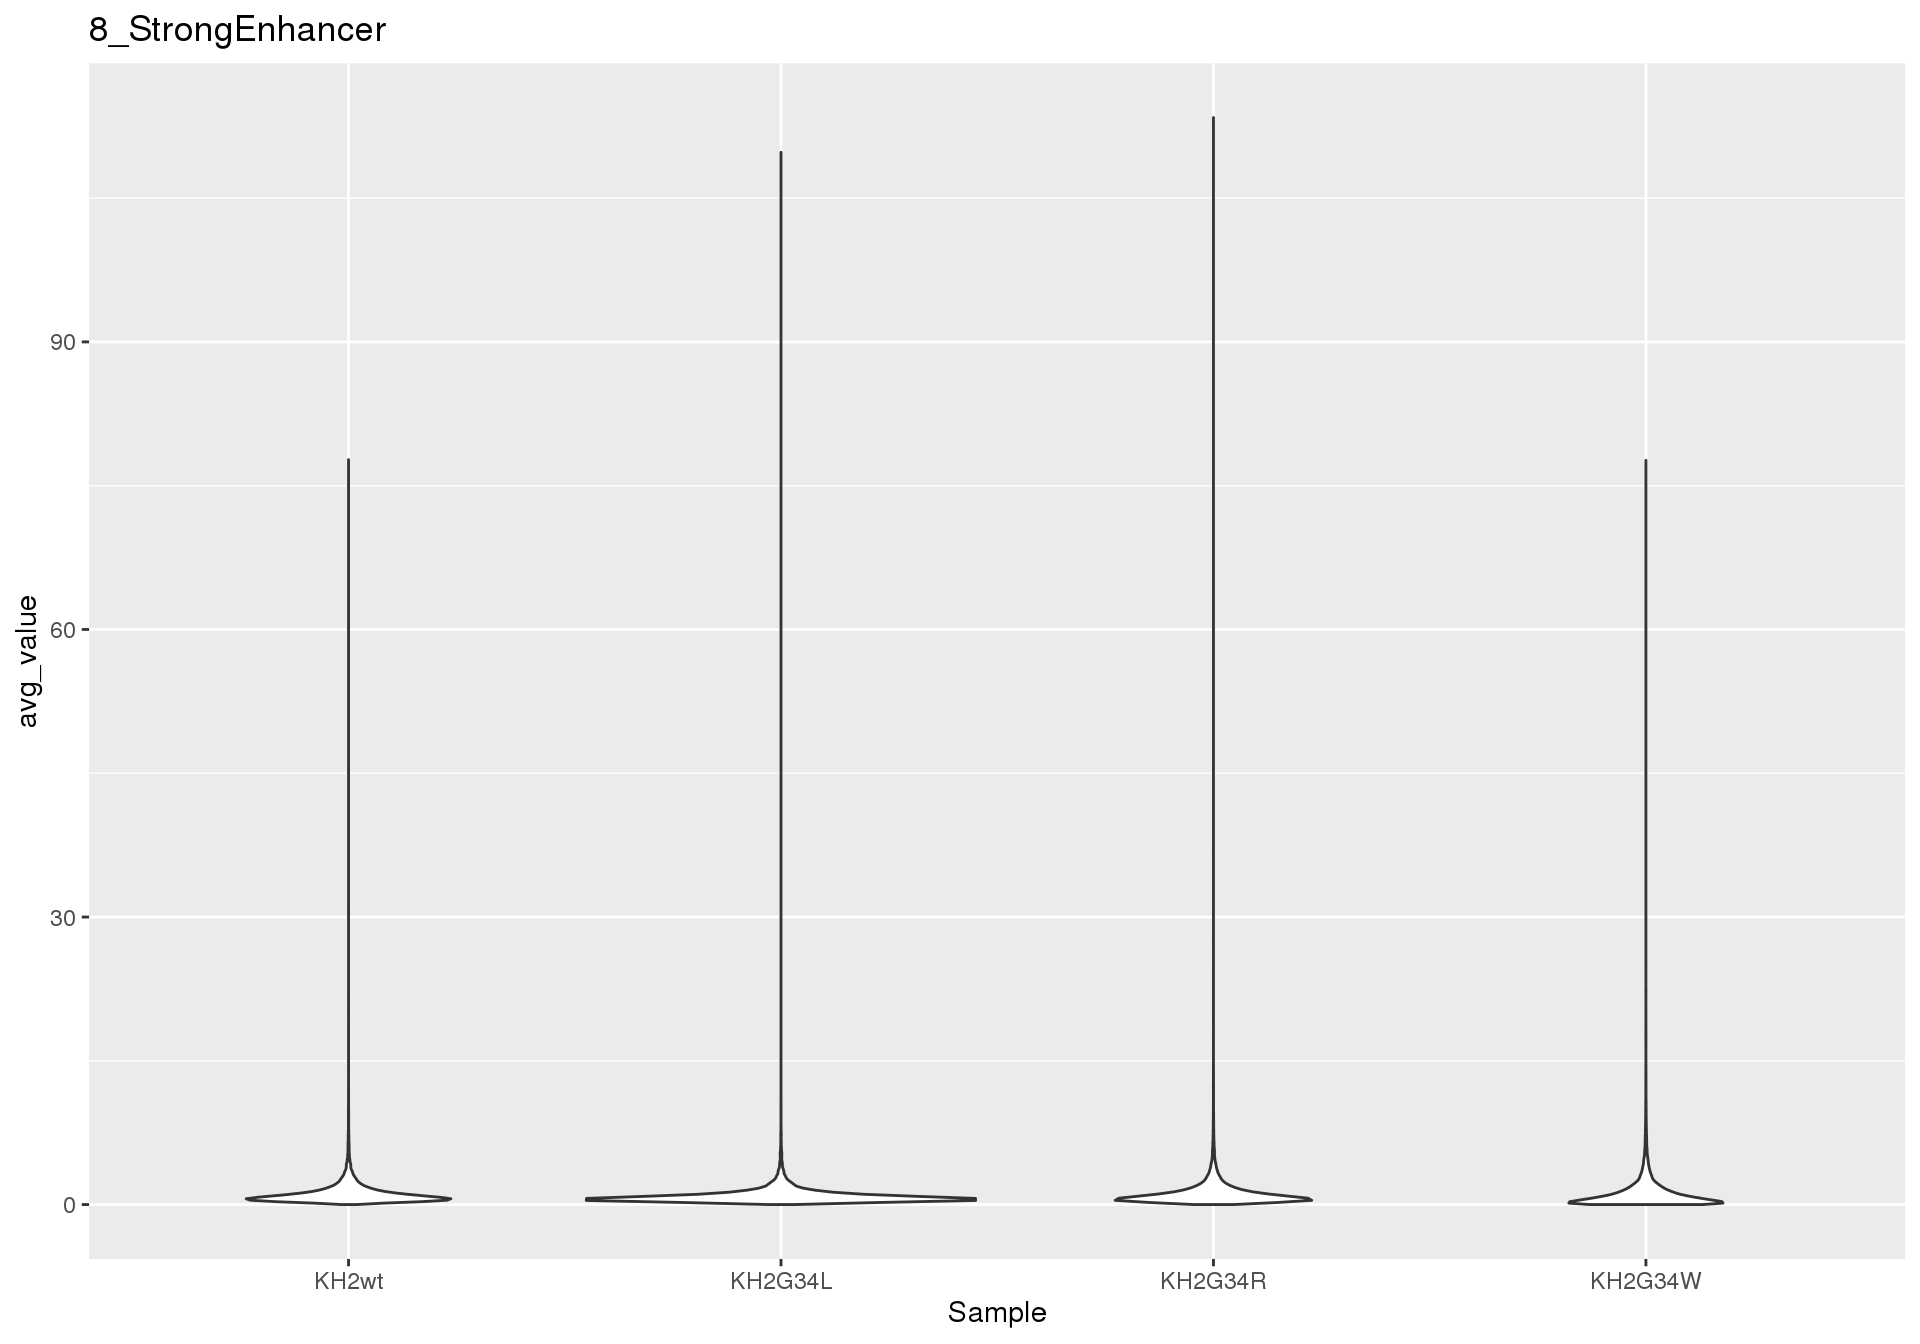 8_StrongEnhancer
avg_value
90
60
30
0
KH2wt KH2G34L KH2G34R KH2G34W
Sample